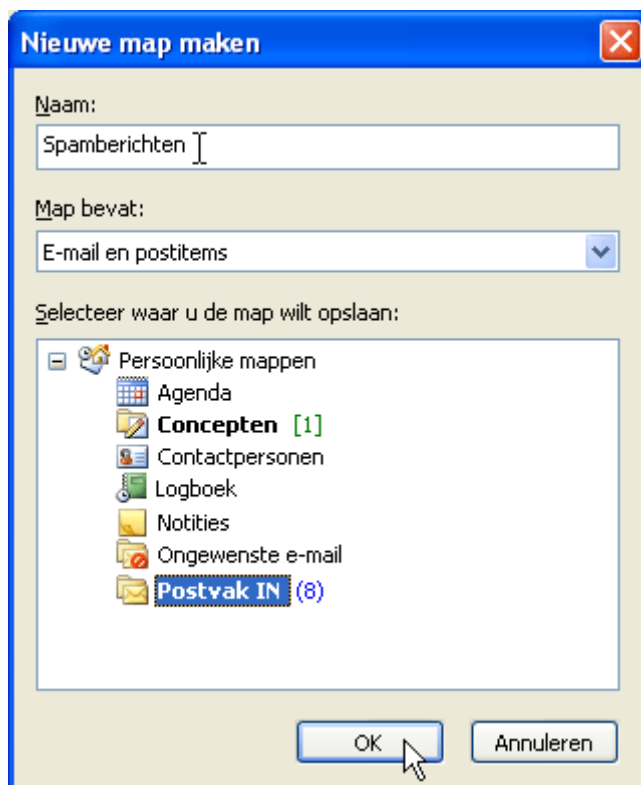 Nieuwe map maken
Naam:
Spamberichten
Map bevat:
E-mail en postitems
Selecteer waar u de map wilt opslaan:
Persoonlijke mappen
Agenda
Concepten [1]
Contactpersonen
Logboek
Notities
Ongewenste e-mail
Postvak IN (8)
OK Annuleren